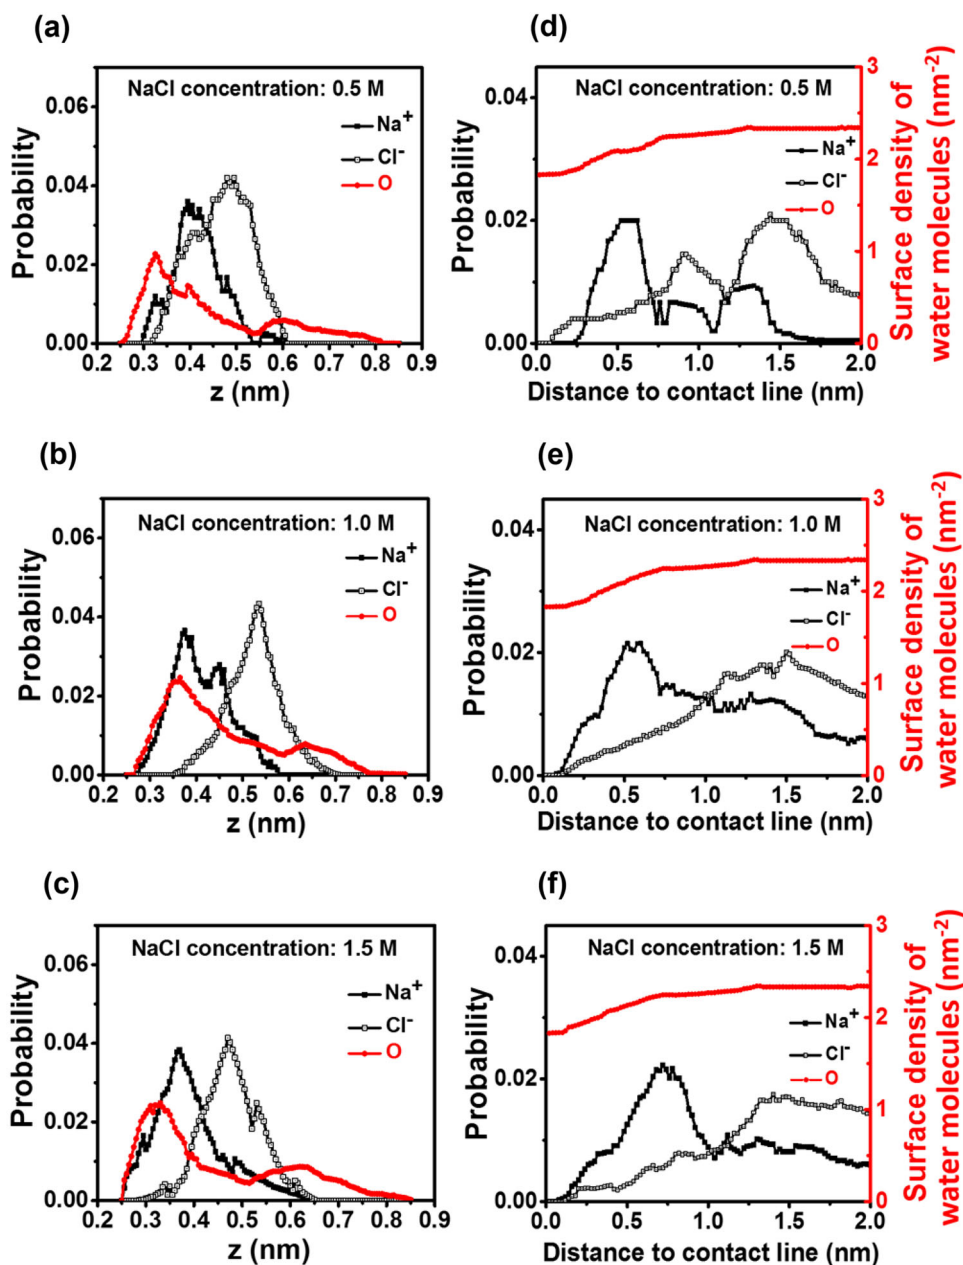 (a)
NaCl concentration: 0.5 M
Na+
Cl-
O
Probability
0.06
0.04
0.02
0.00
0.2 0.3 0.4 0.5 0.6 0.7 0.8 0.9
z (nm)
(d)
NaCl concentration: 0.5 M
Na+
Cl-
O
Probability
0.04
0.02
0.00
0.0 0.5 1.0 1.5 2.0
Distance to contact line (nm)
3
2
1
0
Surface density of
water molecules (nm-2)
(b)
NaCl concentration: 1.0 M
Na+
Cl-
O
Probability
0.06
0.04
0.02
0.00
0.2 0.3 0.4 0.5 0.6 0.7 0.8 0.9
z (nm)
(e)
NaCl concentration: 1.0 M
Na+
Cl-
O
Probability
0.04
0.02
0.00
0.0 0.5 1.0 1.5 2.0
Distance to contact line (nm)
3
2
1
0
Surface density of
water molecules (nm-2)
(c)
NaCl concentration: 1.5 M
Na+
Cl-
O
Probability
0.06
0.04
0.02
0.00
0.2 0.3 0.4 0.5 0.6 0.7 0.8 0.9
z (nm)
(f)
NaCl concentration: 1.5 M
Na+
Cl-
O
Probability
0.04
0.02
0.00
0.0 0.5 1.0 1.5 2.0
Distance to contact line (nm)
3
2
1
0
Surface density of
water molecules (nm-2)